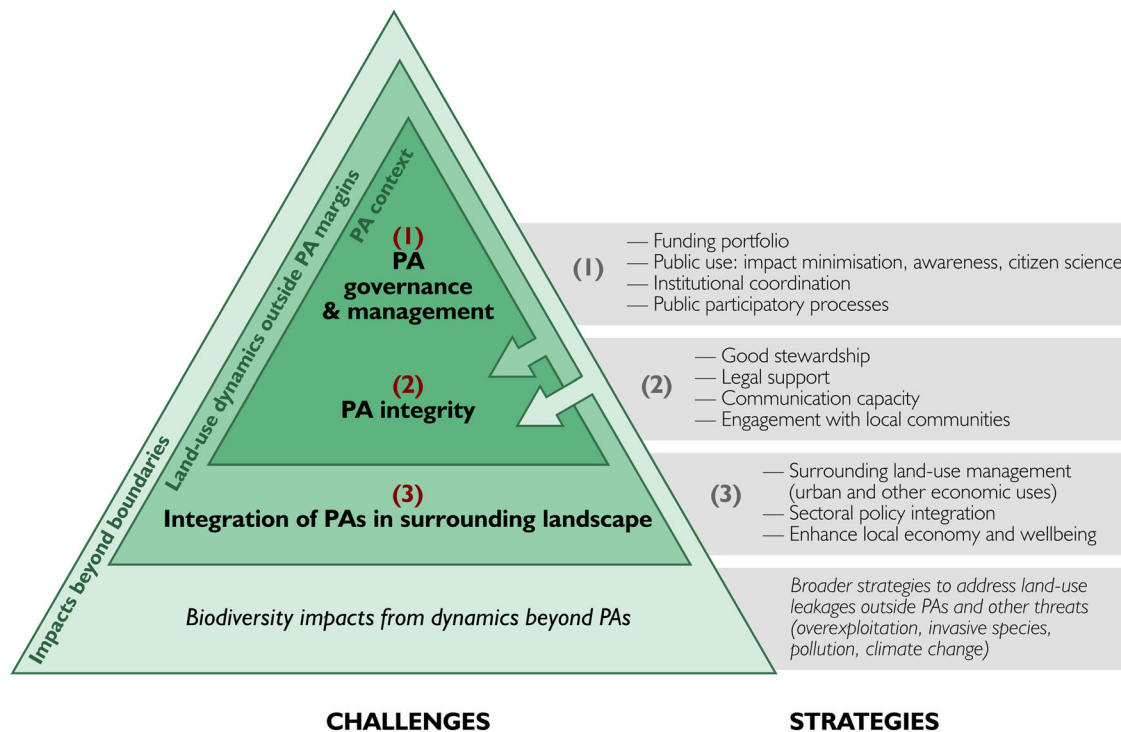 Impacts beyond boundaries
Land-use dynamics outside PA margins
PA context
(1)
PA
governance
& management
(2)
PA integrity
(3)
Integration of PAs in surrounding landscape
Biodiversity impacts from dynamics beyond PAs
(1)
— Funding portfolio
— Public use: impact minimisation, awareness, citizen science
— Institutional coordination
— Public participatory processes
(2)
— Good stewardship
— Legal support
— Communication capacity
— Engagement with local communities
(3)
— Surrounding land-use management
(urban and other economic uses)
— Sectoral policy integration
— Enhance local economy and wellbeing
Broader strategies to address land-use
leakages outside PAs and other threats
(overexploitation, invasive species,
pollution, climate change)
CHALLENGES
STRATEGIES